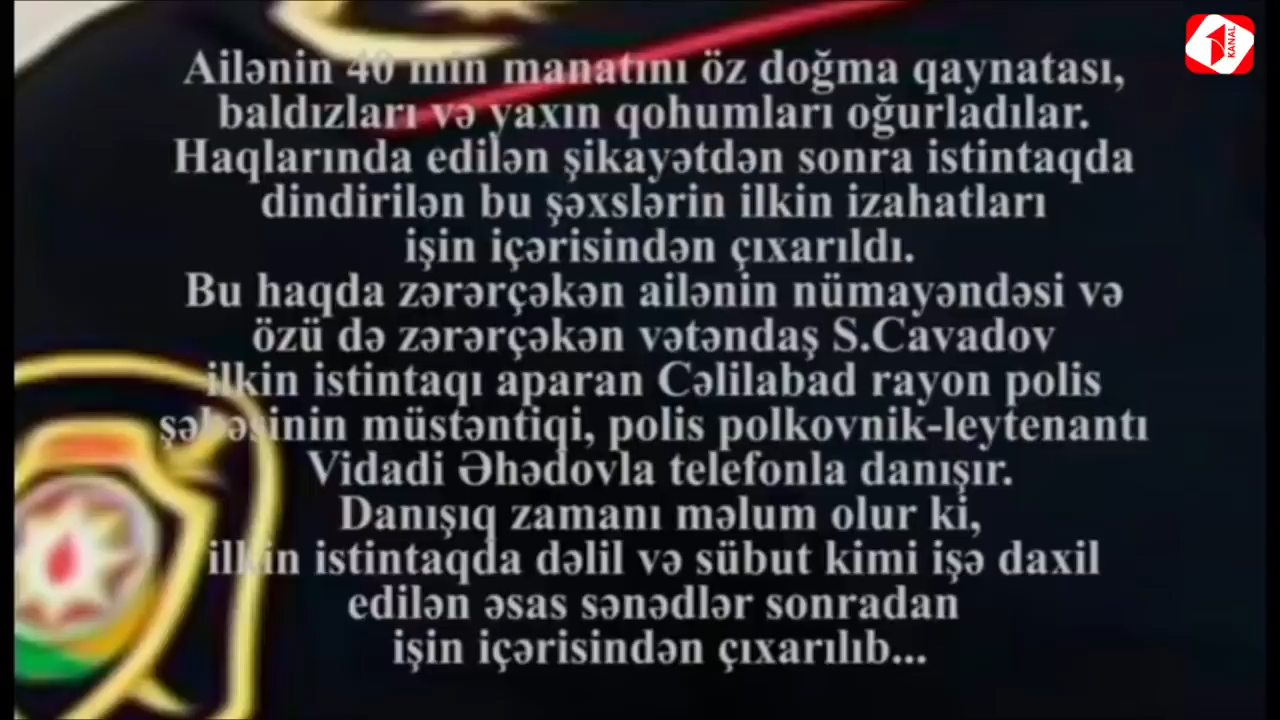 Ailənin 40 min manatını öz doğma qaynatası,
baldızları və yaxın qohumları oğurladılar.
Haqlarında edilən şikayətdən sonra istintaqda
dindirilən bu şəxslərin ilkin izahatları
işin içərisindən çıxarıldı.
Bu haqda zərərçəkən ailənin nümayəndəsi və
özü də zərərçəkən vətəndaş S.Cavadov
ilkin istintaqı aparan Cəlilabad rayon polis
şəbəsinin müstəntiqi, polis polkovnik-leytenantı
Vidadi Əhədovla telefonla danışır.
Danışıq zamanı məlum olur ki,
ilkin istintaqda dəlil və sübut kimi işə daxil
edilən əsas sənədlər sonradan
işin içərisindən çıxarılıb...
1 KANAL